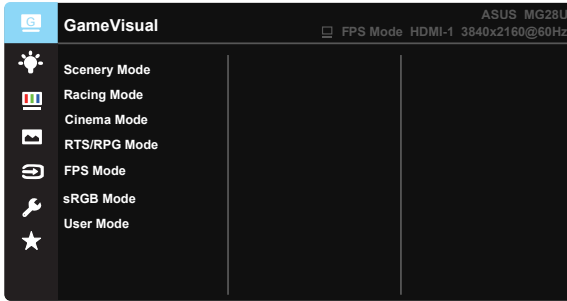 G
GameVisual
ASUS MG28U
FPS Mode HDMI-1 3840x2160@60Hz
Scenery Mode
Racing Mode
Cinema Mode
RTS/RPG Mode
FPS Mode
sRGB Mode
User Mode